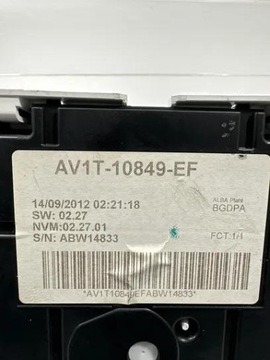 AV1T-10849-EF
14/09/2012 02:21:18
SW: 02.27
NVM:02.27.01
S/N: ABW14833
ALBA Plant
BGDPA
FCT:1/1
*AV1T10849EFABW14833*